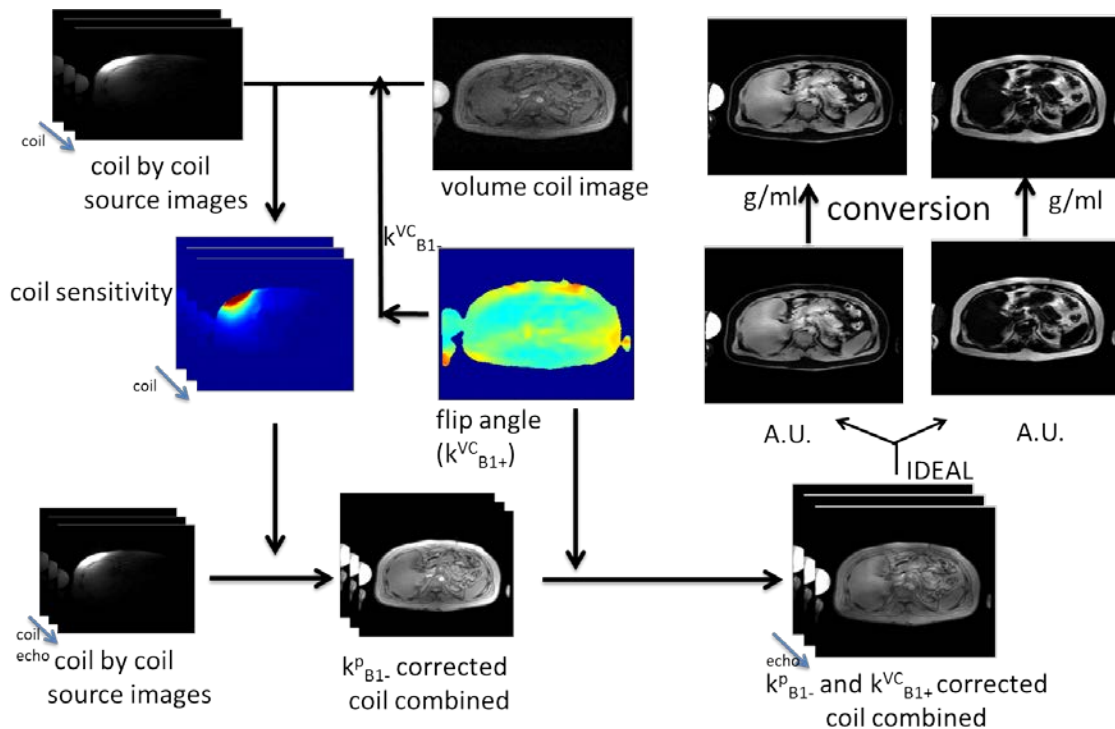 coil
coil by coil
source images
volume coil image
g/ml
conversion
g/ml
k^VC_B1-
coil sensitivity
coil
flip angle
(k^VC_B1+)
A.U.
A.U.
IDEAL
coil
echo
coil by coil
source images
k^p_B1- corrected
coil combined
echo
k^p_B1- and k^VC_B1+ corrected
coil combined